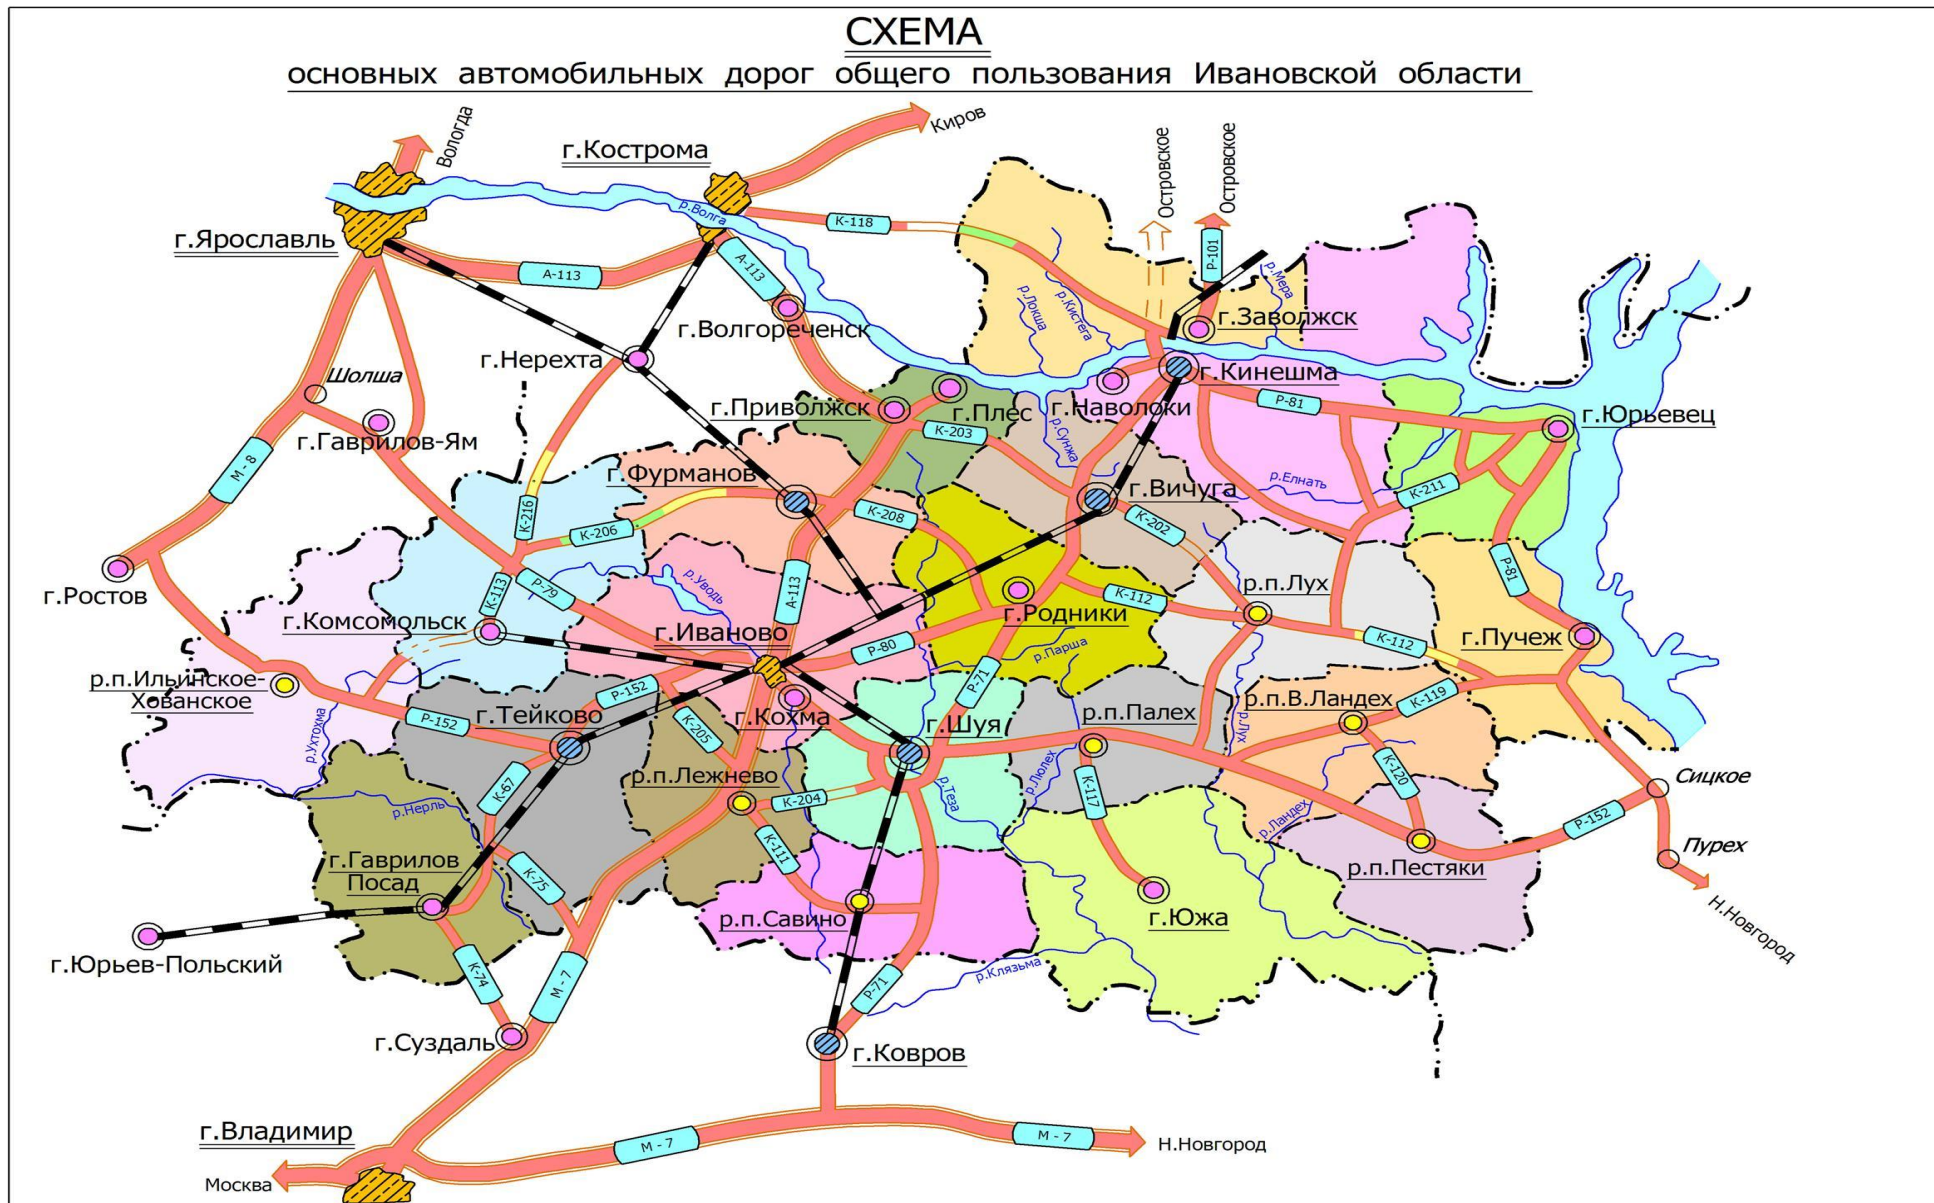 СХЕМА
основных автомобильных дорог общего пользования Ивановской области
Вологда
Киров
г.Кострома
Островское
Островское
р.Волга
К-118
г.Ярославль
А-113
А-113
Р-101
р.Мера
р.Кистега
р.Локша
г.Волгореченск
г.Заволжск
г.Нерехта
Шолша
г.Кинешма
г.Приволжск
г.Плес
г.Наволоки
Р-81
г.Юрьевец
г.Гаврилов-Ям
К-203
р.Сунжа
М - 8
г.Фурманов
г.Вичуга
р.Елнать
К-211
К-216
К-206
К-208
К-202
Р-81
г.Ростов
К-113
Р-79
р.Уводь
А-113
р.п.Лух
г.Комсомольск
г.Иваново
г.Родники
К-112
г.Пучеж
Р-80
р.Парша
К-112
р.п.Ильинское-
Хованское
Р-152
Р-71
р.п.В.Ландех
К-119
Р-152
г.Тейково
К-205
г.Кохма
г.Шуя
р.п.Палех
р.Лух
р.Ухтохма
р.п.Лежнево
р.Люлех
К-120
Сицкое
К-67
К-204
р.Теза
К-117
р.Нерль
р.Ландех
Р-152
Пурех
К-111
г.Гаврилов
Посад
К-75
р.п.Пестяки
р.п.Савино
г.Южа
Н.Новгород
г.Юрьев-Польский
К-74
М - 7
Р-71
р.Клязьма
г.Суздаль
г.Ковров
г.Владимир
М - 7
М - 7
Н.Новгород
Москва